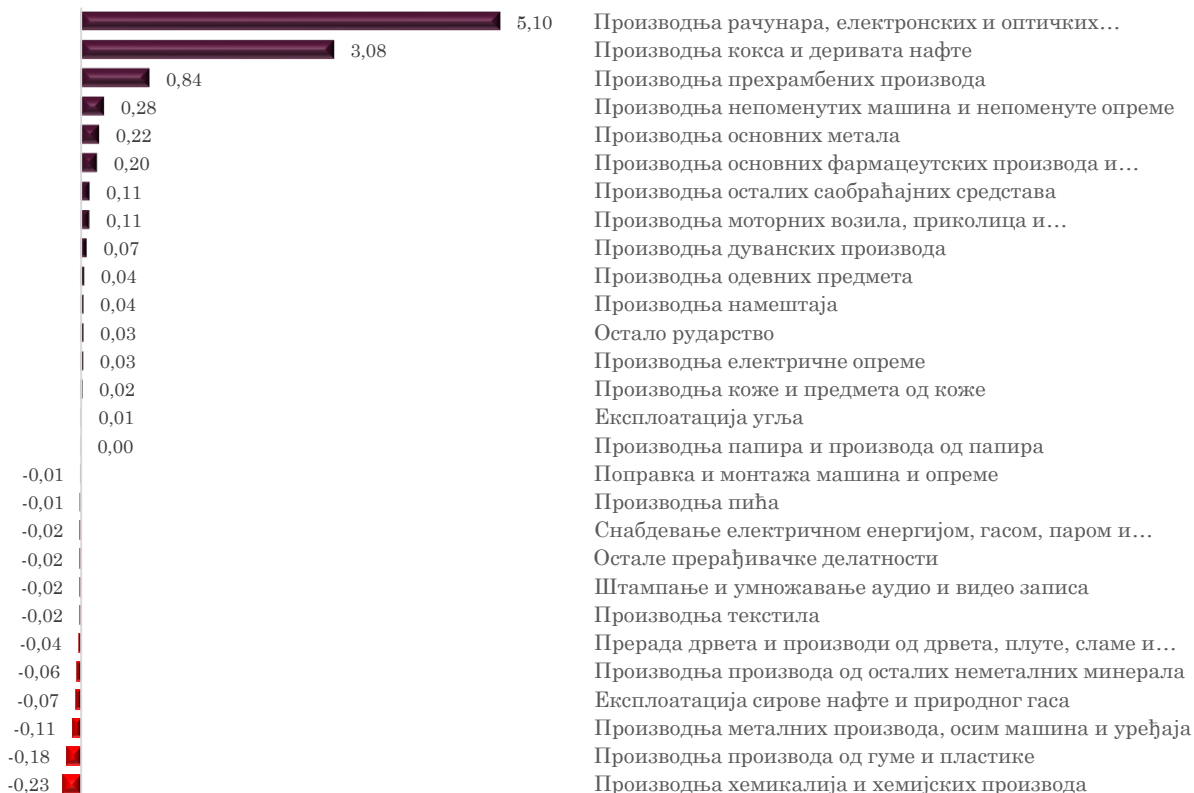 5,10 Производња рачунара, електронских и оптичких...
3,08 Производња кокса и деривата нафте
0,84 Производња прехрамбених производа
0,28 Производња непоменутих машина и непоменуте опреме
0,22 Производња основних метала
0,20 Производња основних фармацеутских производа и...
0,11 Производња осталих саобраћајних средстава
0,11 Производња моторних возила, приколица и...
0,07 Производња дуванских производа
0,04 Производња одевних предмета
0,04 Производња намештаја
0,03 Остало рударство
0,03 Производња електричне опреме
0,02 Производња коже и предмета од коже
0,01 Експлоатација угља
0,00 Производња папира и производа од папира
-0,01 Поправка и монтажа машина и опреме
-0,01 Производња пића
-0,02 Снабдевање електричном енергијом, гасом, паром и...
-0,02 Остале прерађивачке делатности
-0,02 Штампање и умножавање аудио и видео записа
-0,02 Производња текстила
-0,04 Прерада дрвета и производи од дрвета, плуте, сламе и...
-0,06 Производња производа од осталих неметалних минерала
-0,07 Експлоатација сирове нафте и природног гаса
-0,11 Производња металних производа, осим машина и уређаја
-0,18 Производња производа од гуме и пластике
-0,23 Производња хемикалија и хемијских производа